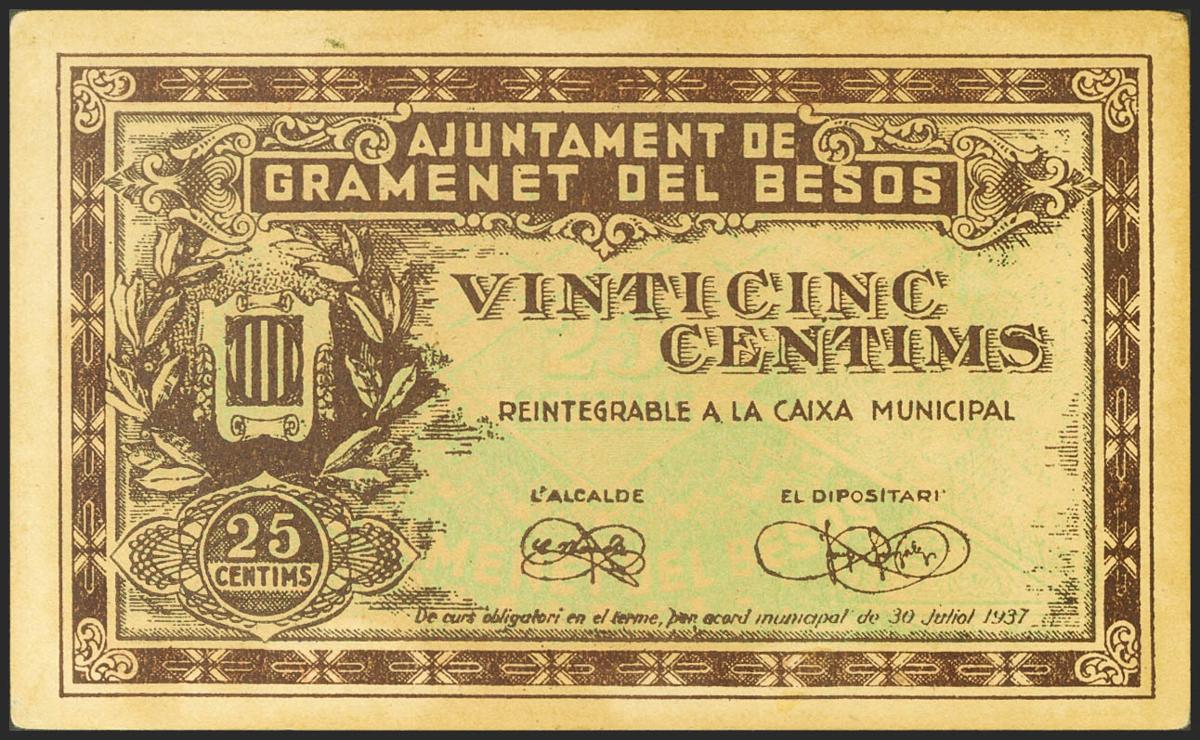 AJUNTAMENT DE
GRAMENET DEL BESOS
VINTICINC
CENTIMS
REINTEGRABLE A LA CAIXA MUNICIPAL
L'ALCALDE
EL DIPOSITARI
25
CENTIMS
De curs obligatori en el terme, per acord municipal de 30 Juliol 1937